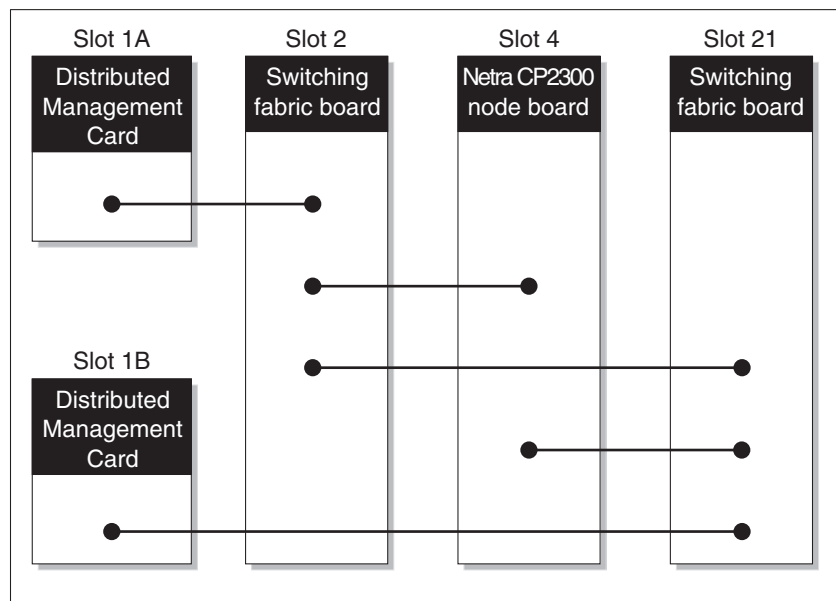 Slot 1A
Distributed
Management
Card
Slot 2
Switching
fabric board
Slot 4
Netra CP2300
node board
Slot 21
Switching
fabric board
Slot 1B
Distributed
Management
Card